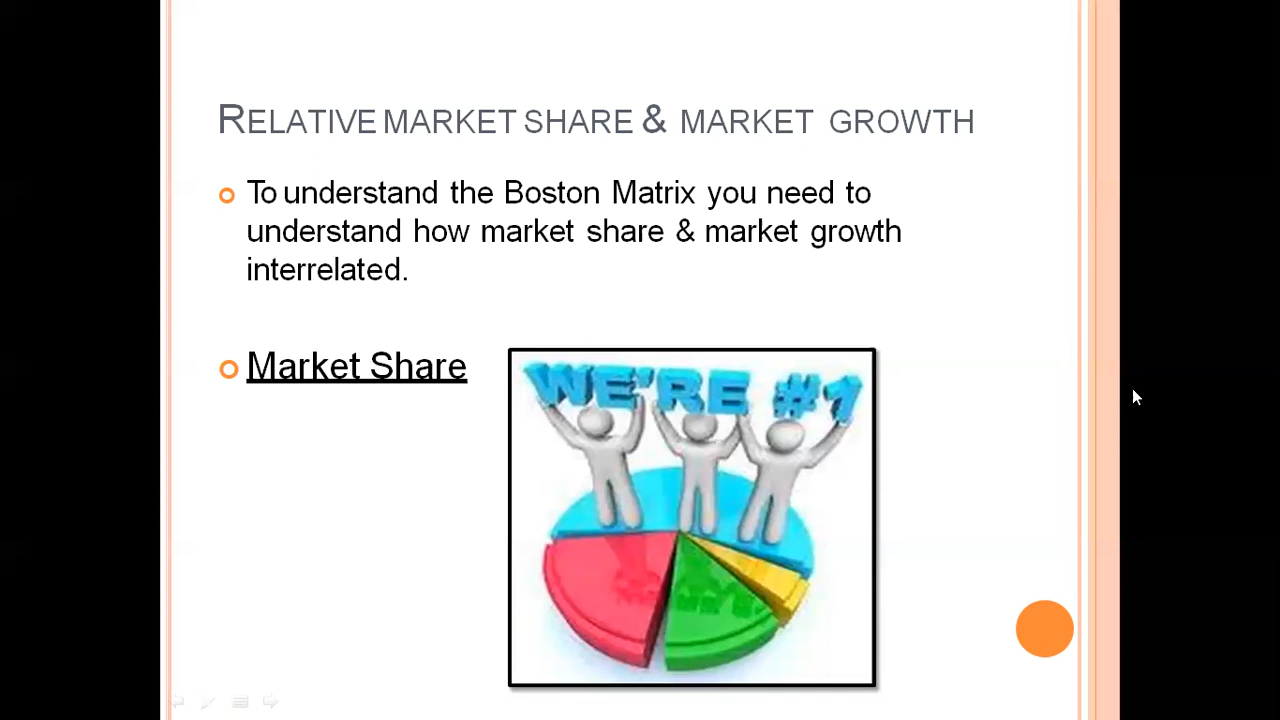 RELATIVE MARKET SHARE & MARKET GROWTH
To understand the Boston Matrix you need to
understand how market share & market growth
interrelated.
Market Share
WE'RE #1